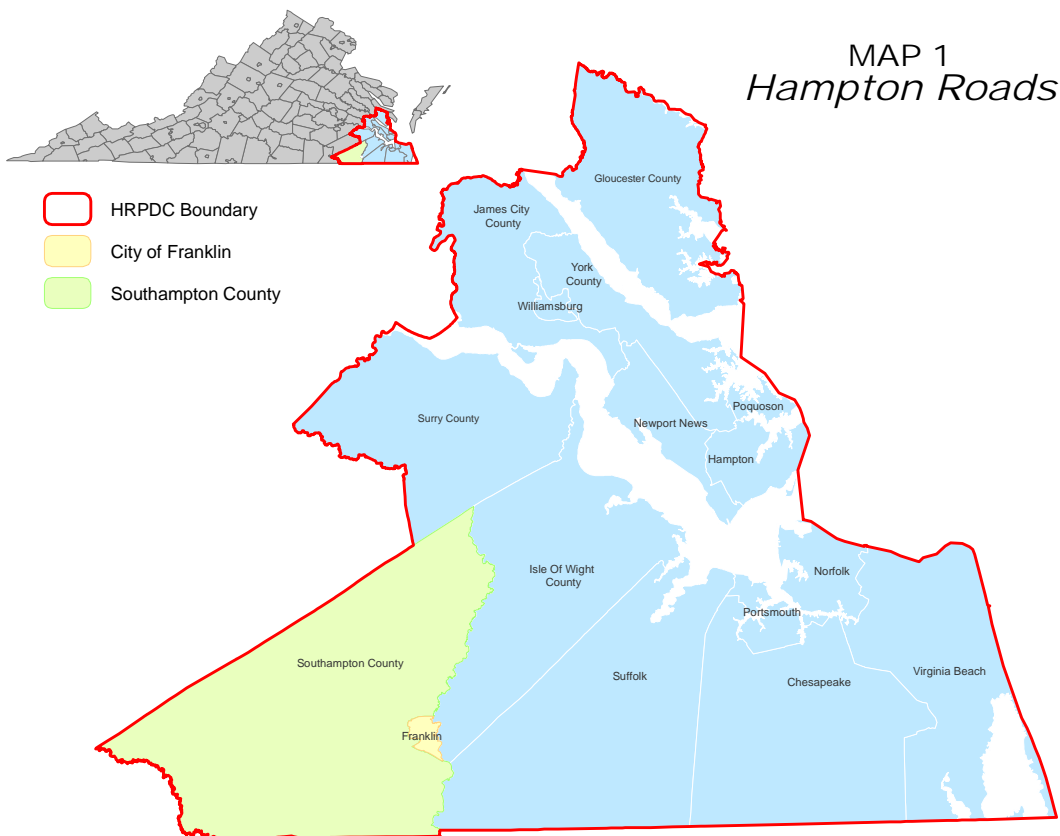 MAP 1
Hampton Roads
HRPDC Boundary
City of Franklin
Southampton County
Gloucester County
James City
County
York
County
Williamsburg
Surry County
Newport News
Poquoson
Hampton
Isle Of Wight
County
Norfolk
Portsmouth
Southampton County
Suffolk
Chesapeake
Virginia Beach
Franklin